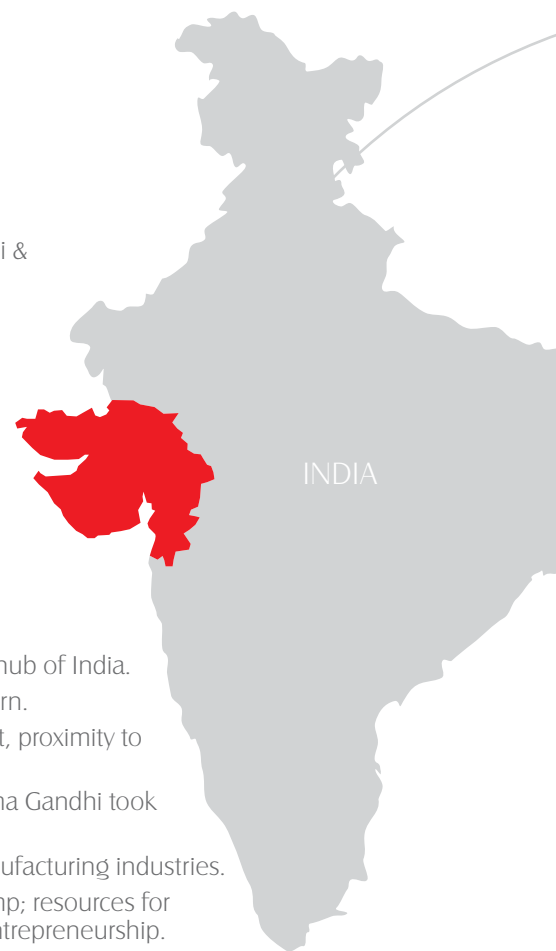 i &
INDIA
hub of India.
rn.
t, proximity to
na Gandhi took
ufacturing industries.
np; resources for
ntrepreneurship.